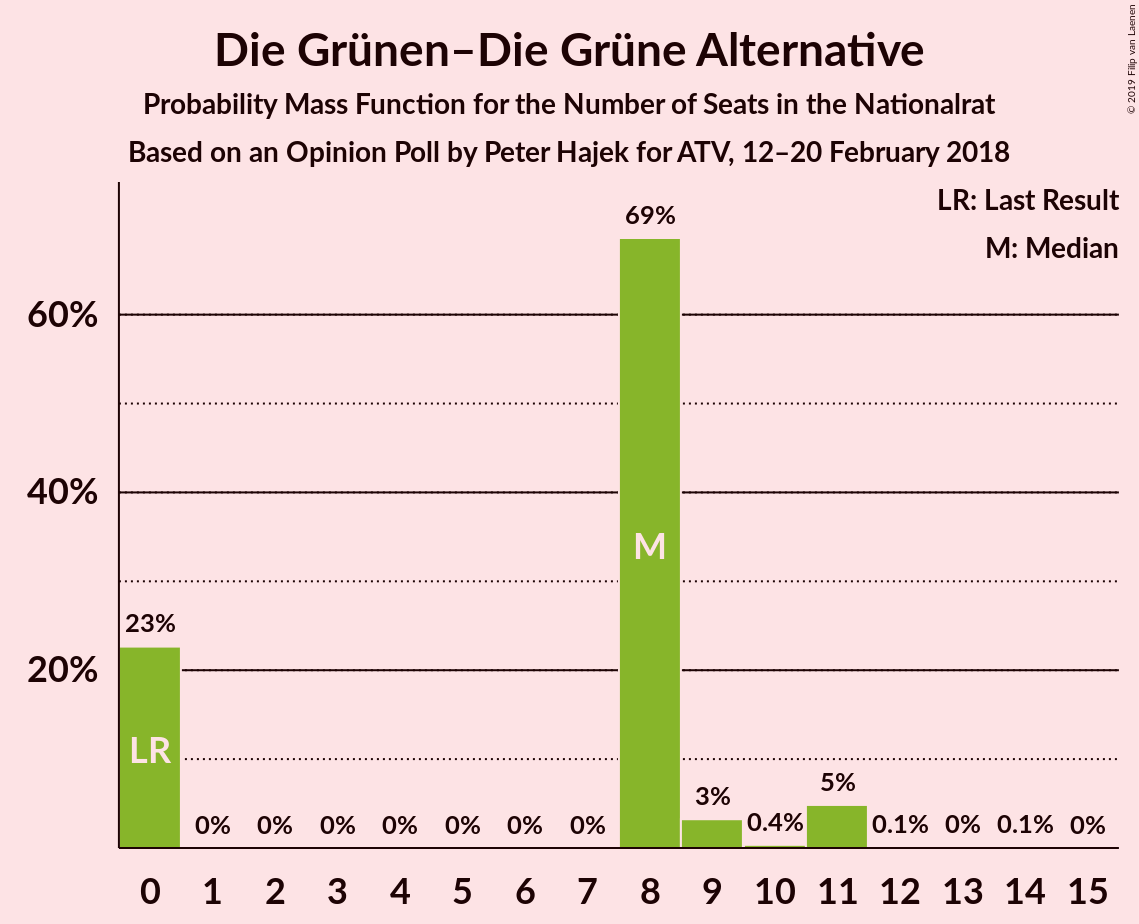 Die Grünen–Die Grüne Alternative
Probability Mass Function for the Number of Seats in the Nationalrat
Based on an Opinion Poll by Peter Hajek for ATV, 12–20 February 2018
© 2019 Filip van Laenen
LR: Last Result
M: Median
69%
60%
40%
M
23%
20%
LR
0% 0% 0% 0% 0% 0% 0% 3% 0.4% 5% 0.1% 0% 0.1% 0%
0 1 2 3 4 5 6 7 8 9 10 11 12 13 14 15